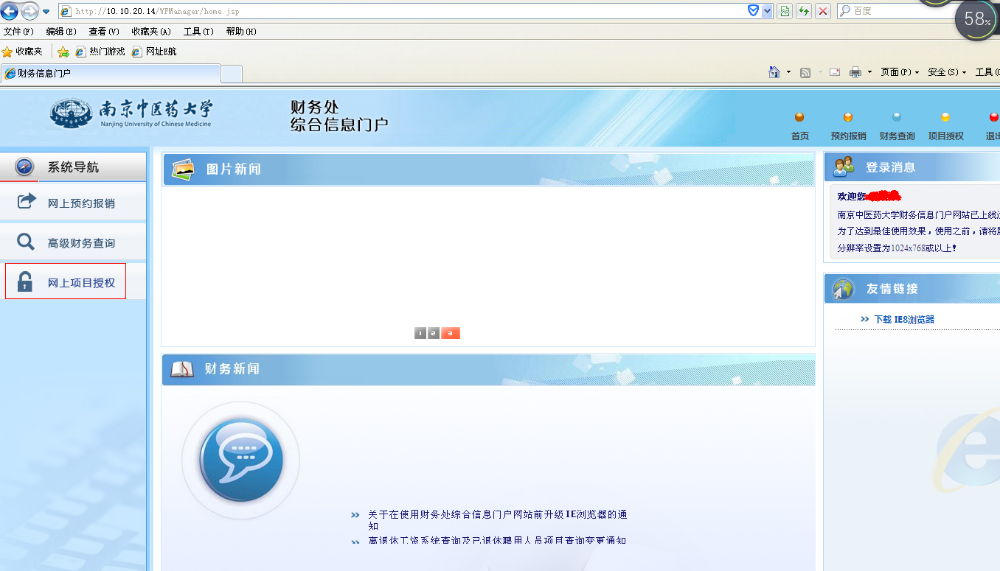 http://10.10.20.14/WFManager/home.jsp
百度
58%
文件(F) 编辑(E) 查看(V) 收藏夹(A) 工具(T) 帮助(H)
收藏夹 热门游戏 网址E航
财务信息门户
页面(P) 安全(S) 工具(O
南京中医药大学
Nanjing University of Chinese Medicine
财务处
综合信息门户
首页 预约报销 财务查询 项目授权 退出
系统导航
网上预约报销
高级财务查询
网上项目授权
图片新闻
1 2 3
财务新闻
关于在使用财务处综合信息门户网站前升级IE浏览器的通
知
离退休工资系统查询及已退休聘用人员项目查询变更通知
登录消息
欢迎您
南京中医药大学财务信息门户网站已上线
为了达到最佳使用效果，使用之前，请将
分辨率设置为1024x768或以上!
友情链接
下载 IE8浏览器